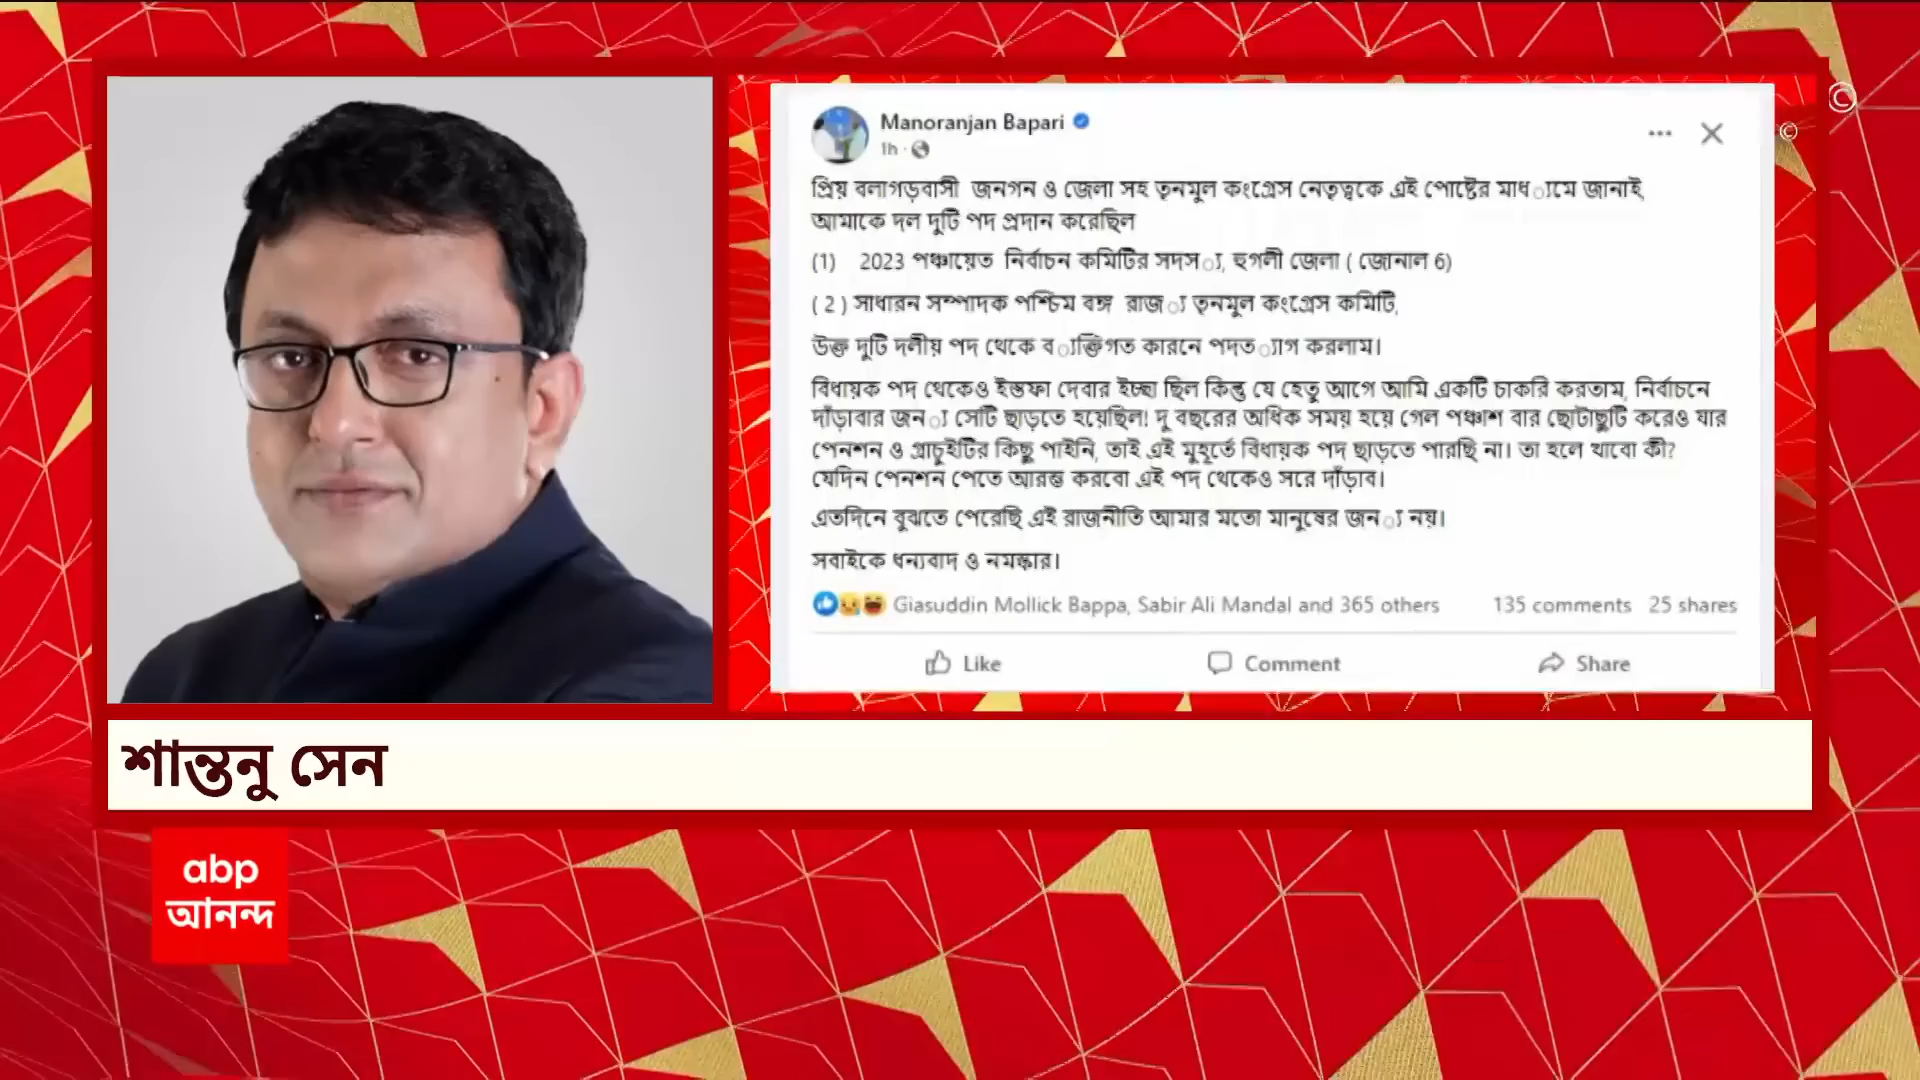 Manoranjan Bapari
1h
প্রিয় বলাগড়বাসী জনগন ও জেলা সহ তৃনমুল কংগ্রেস নেতৃত্বকে এই পোষ্টের মাধ্যমে জানাই,
আমাকে দল দুটি পদ প্রদান করেছিল
(1) 2023 পঞ্চায়েত নির্বাচন কমিটির সদস্য, হুগলী জেলা ( জোনাল 6)
( 2 ) সাধারন সম্পাদক পশ্চিম বঙ্গ রাজ্য তৃনমুল কংগ্রেস কমিটি,
উক্ত দুটি দলীয় পদ থেকে ব্যক্তিগত কারনে পদত্যাগ করলাম।
বিধায়ক পদ থেকেও ইস্তফা দেবার ইচ্ছা ছিল কিন্তু যে হেতু আগে আমি একটি চাকরি করতাম, নির্বাচনে
দাঁড়াবার জন্য সেটি ছাড়তে হয়েছিল! দু বছরের অধিক সময় হয়ে গেল পঞ্চাশ বার ছোটাছুটি করেও যার
পেনশন ও গ্রাচুইটির কিছু পাইনি, তাই এই মুহূর্তে বিধায়ক পদ ছাড়তে পারছি না। তা হলে খাবো কী?
যেদিন পেনশন পেতে আরম্ভ করবো এই পদ থেকেও সরে দাঁড়াব।
এতদিনে বুঝতে পেরেছি এই রাজনীতি আমার মতো মানুষের জন্য নয়।
সবাইকে ধন্যবাদ ও নমস্কার।
Giasuddin Mollick Bappa, Sabir Ali Mandal and 365 others 135 comments 25 shares
Like Comment Share
©
©
শান্তনু সেন
abp
আনন্দ